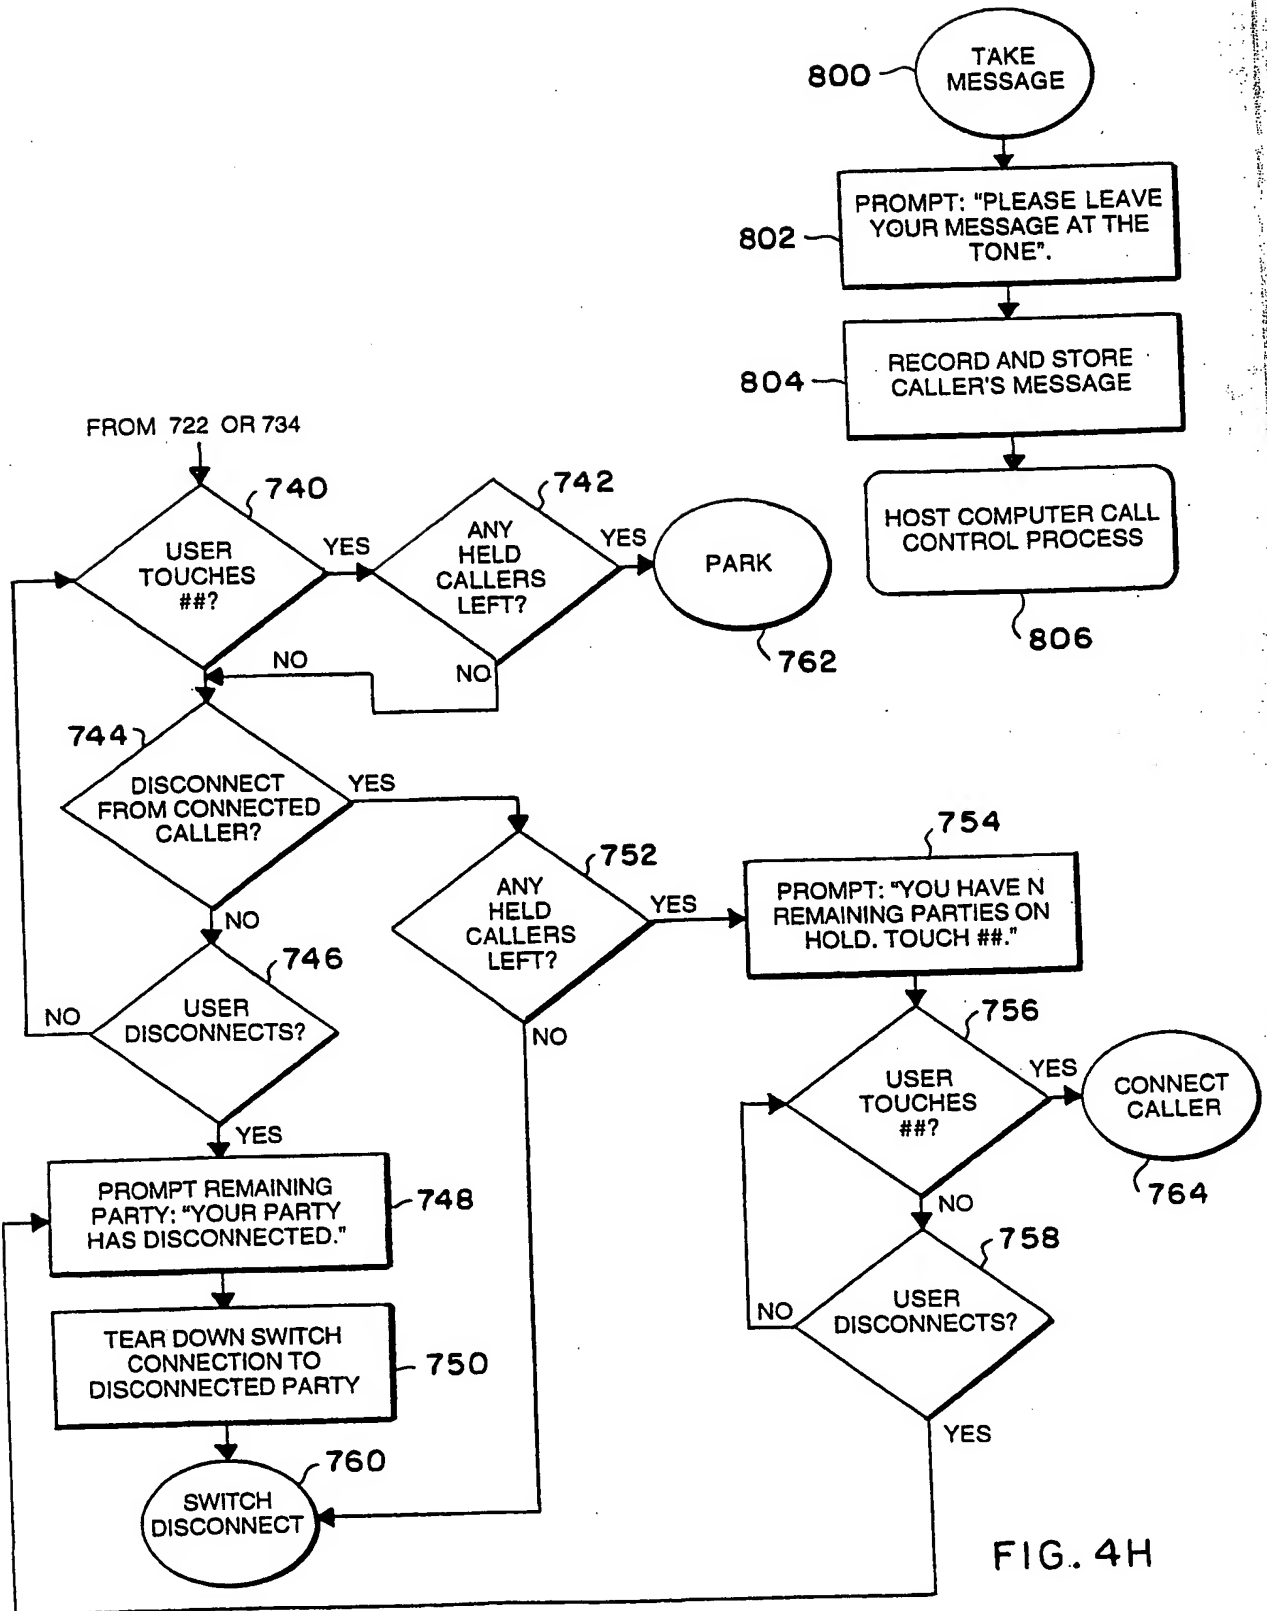 800
TAKE
MESSAGE
802
PROMPT: "PLEASE LEAVE
YOUR MESSAGE AT THE
TONE".
804
RECORD AND STORE
CALLER'S MESSAGE
HOST COMPUTER CALL
CONTROL PROCESS
806
FROM 722 OR 734
740
USER
TOUCHES
##?
YES
NO
742
ANY
HELD
CALLERS
LEFT?
YES
NO
PARK
762
744
DISCONNECT
FROM CONNECTED
CALLER?
YES
NO
746
USER
DISCONNECTS?
NO
YES
PROMPT REMAINING
PARTY: "YOUR PARTY
HAS DISCONNECTED."
748
TEAR DOWN SWITCH
CONNECTION TO
DISCONNECTED PARTY
750
760
SWITCH
DISCONNECT
752
ANY
HELD
CALLERS
LEFT?
YES
NO
754
PROMPT: "YOU HAVE N
REMAINING PARTIES ON
HOLD. TOUCH ##."
756
USER
TOUCHES
##?
YES
NO
CONNECT
CALLER
764
758
USER
DISCONNECTS?
NO
YES
FIG. 4H